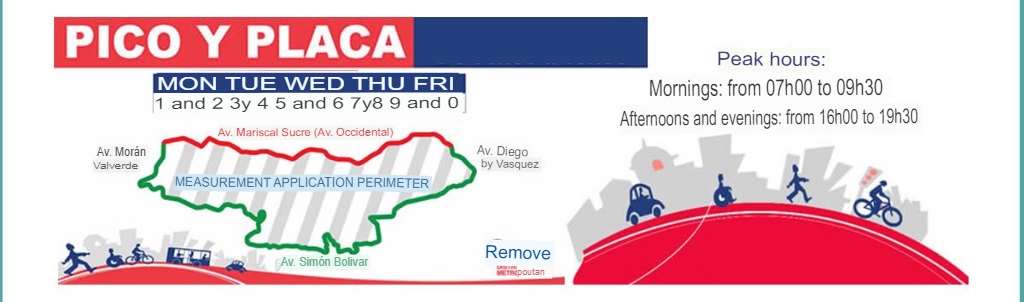 PICO Y PLACA
MON TUE WED THU FRI
1 and 2 3y 4 5 and 6 7y8 9 and 0
Av. Mariscal Sucre (Av. Occidental)
Av. Morán
Valverde
Av. Diego
by Vasquez
MEASUREMENT APPLICATION PERIMETER
Av. Simón Bolivar
Remove
METROpoutan
Peak hours:
Mornings: from 07h00 to 09h30
Afternoons and evenings: from 16h00 to 19h30